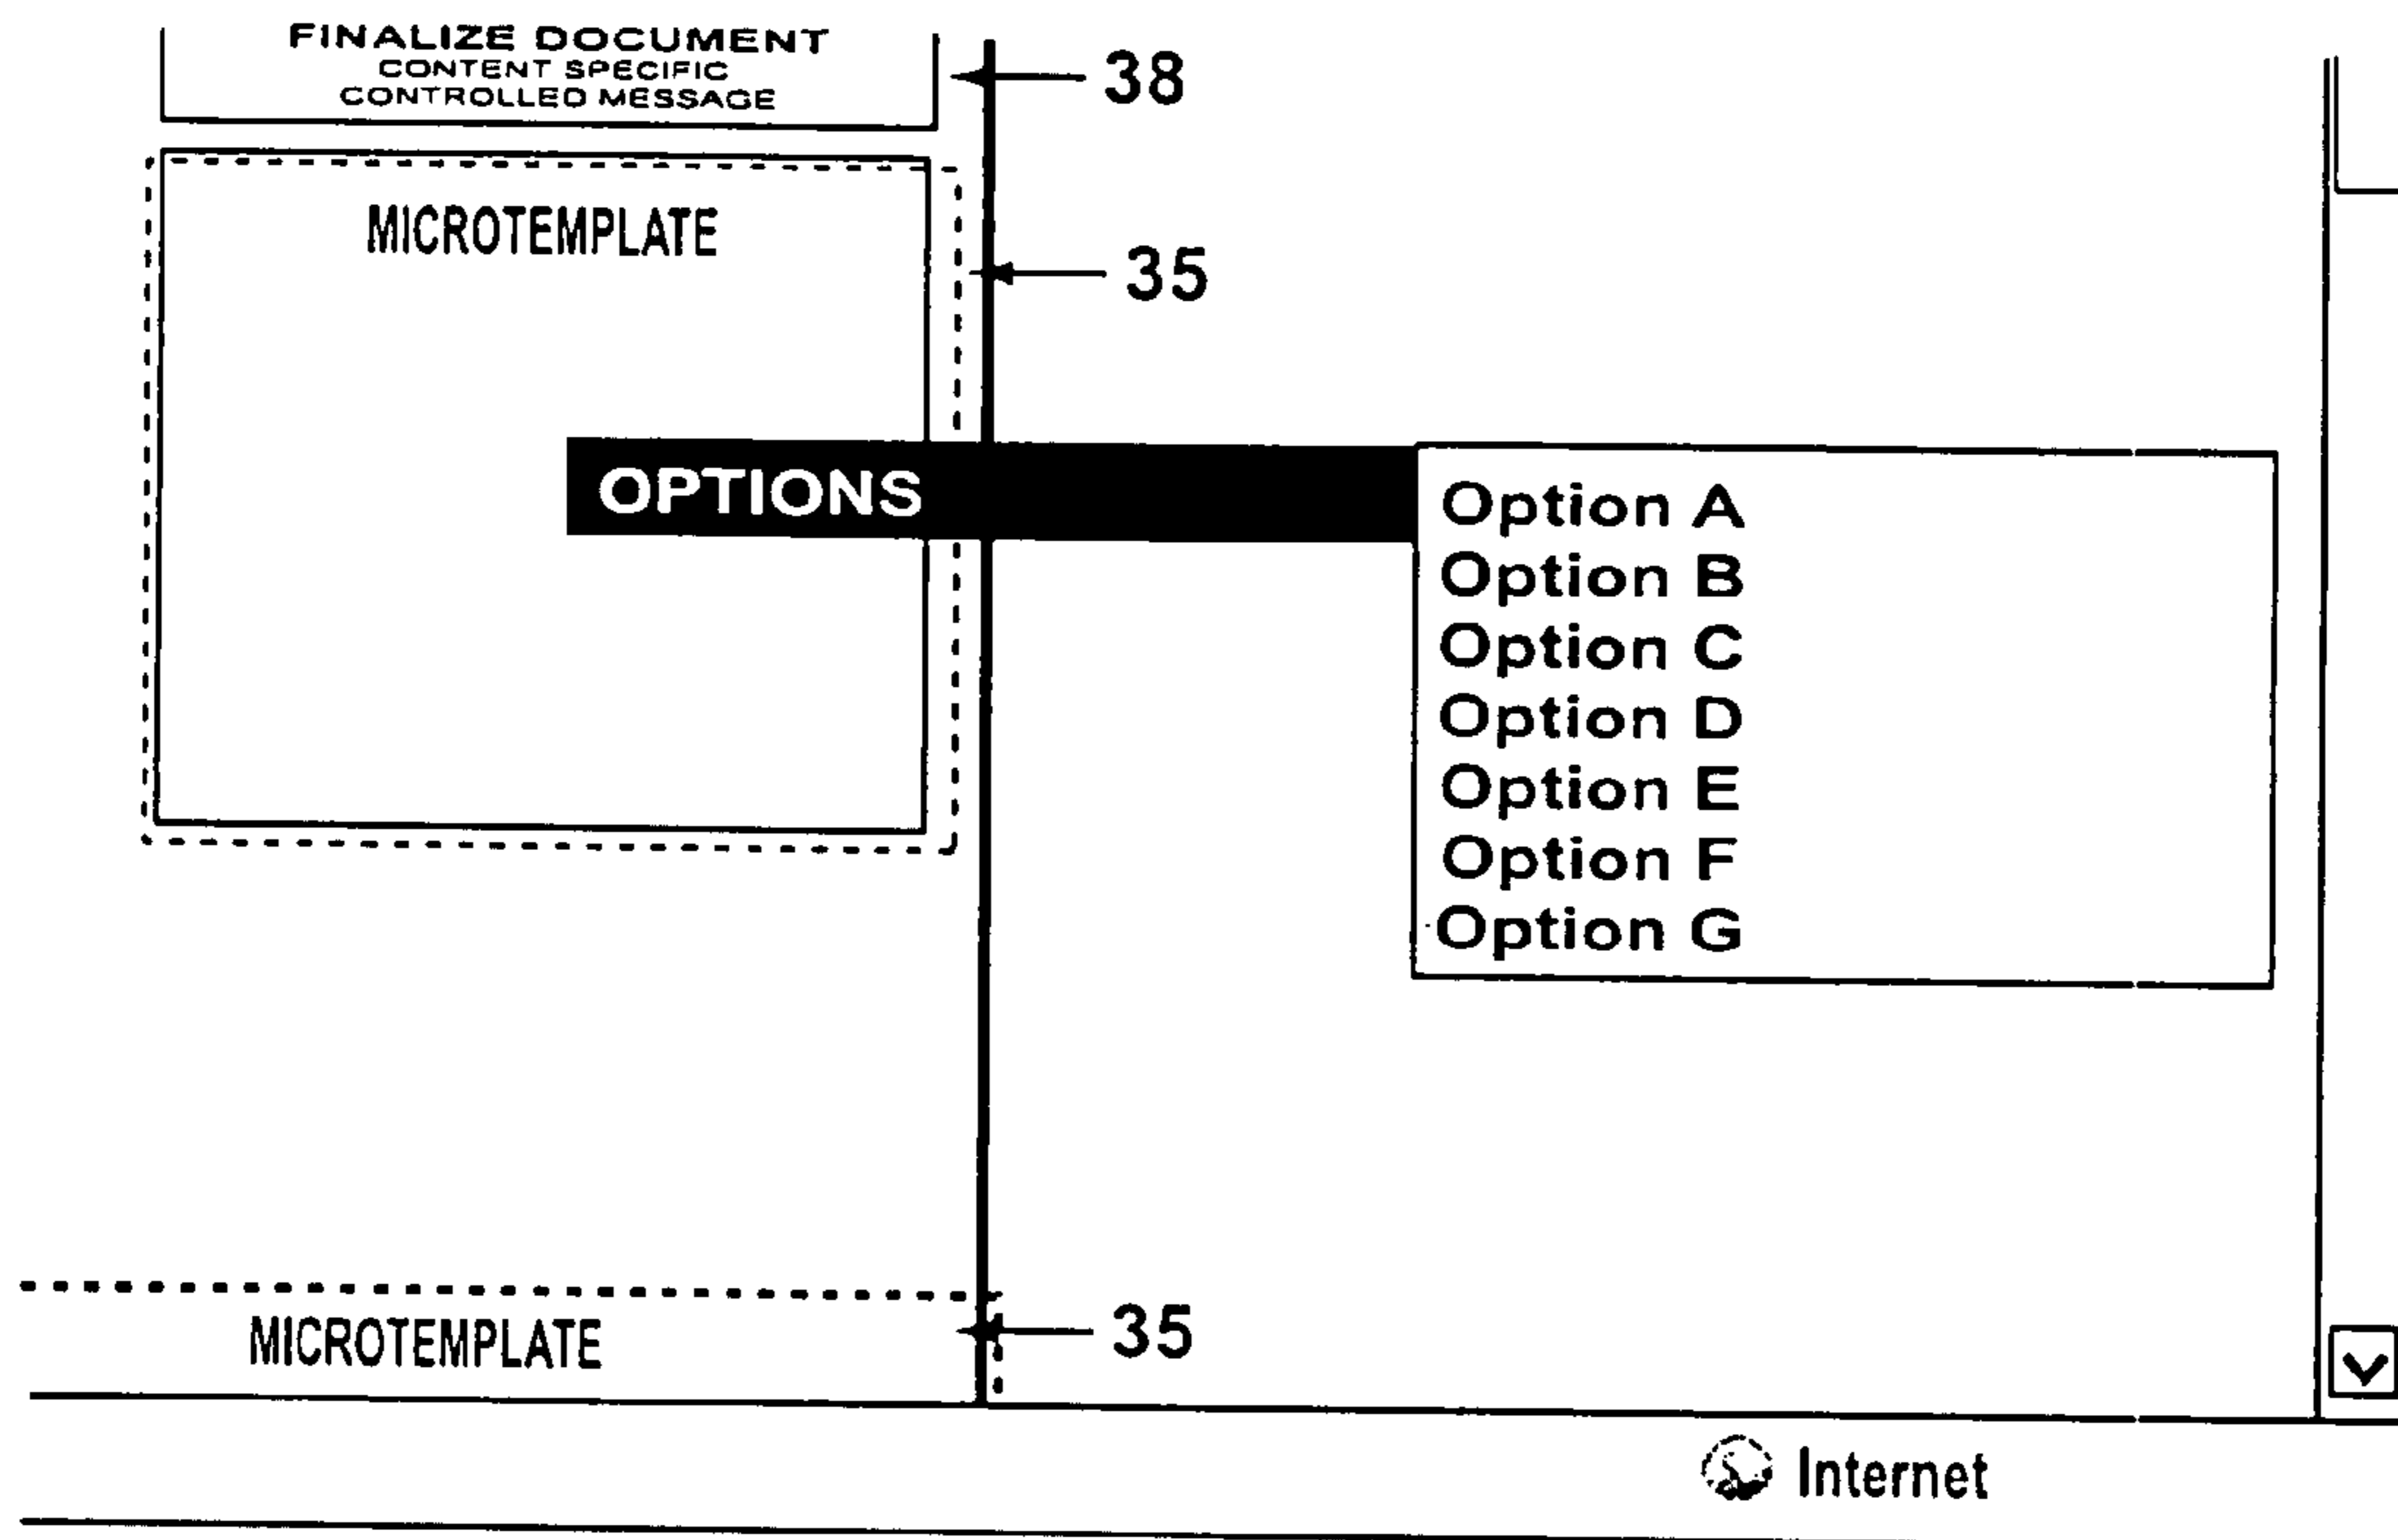 FINALIZE DOCUMENT
CONTENT SPECIFIC
CONTROLLED MESSAGE
38
MICROTEMPLATE
35
OPTIONS
Option A
Option B
Option C
Option D
Option E
Option F
Option G
MICROTEMPLATE
35
Internet